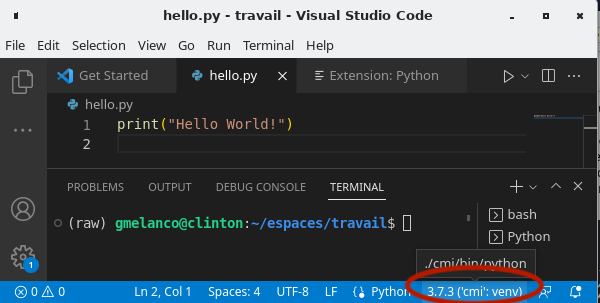 hello.py - travail - Visual Studio Code
File Edit Selection View Go Run Terminal Help
Get Started hello.py Extension: Python
hello.py
1 print("Hello World!")
2
PROBLEMS OUTPUT DEBUG CONSOLE TERMINAL
(raw) gmelanco@clinton:~/espaces/travail$
bash
Python
./cmi/bin/python
1
0 0 Ln 2, Col 1 Spaces: 4 UTF-8 LF Python 3.7.3 ('cmi': venv)